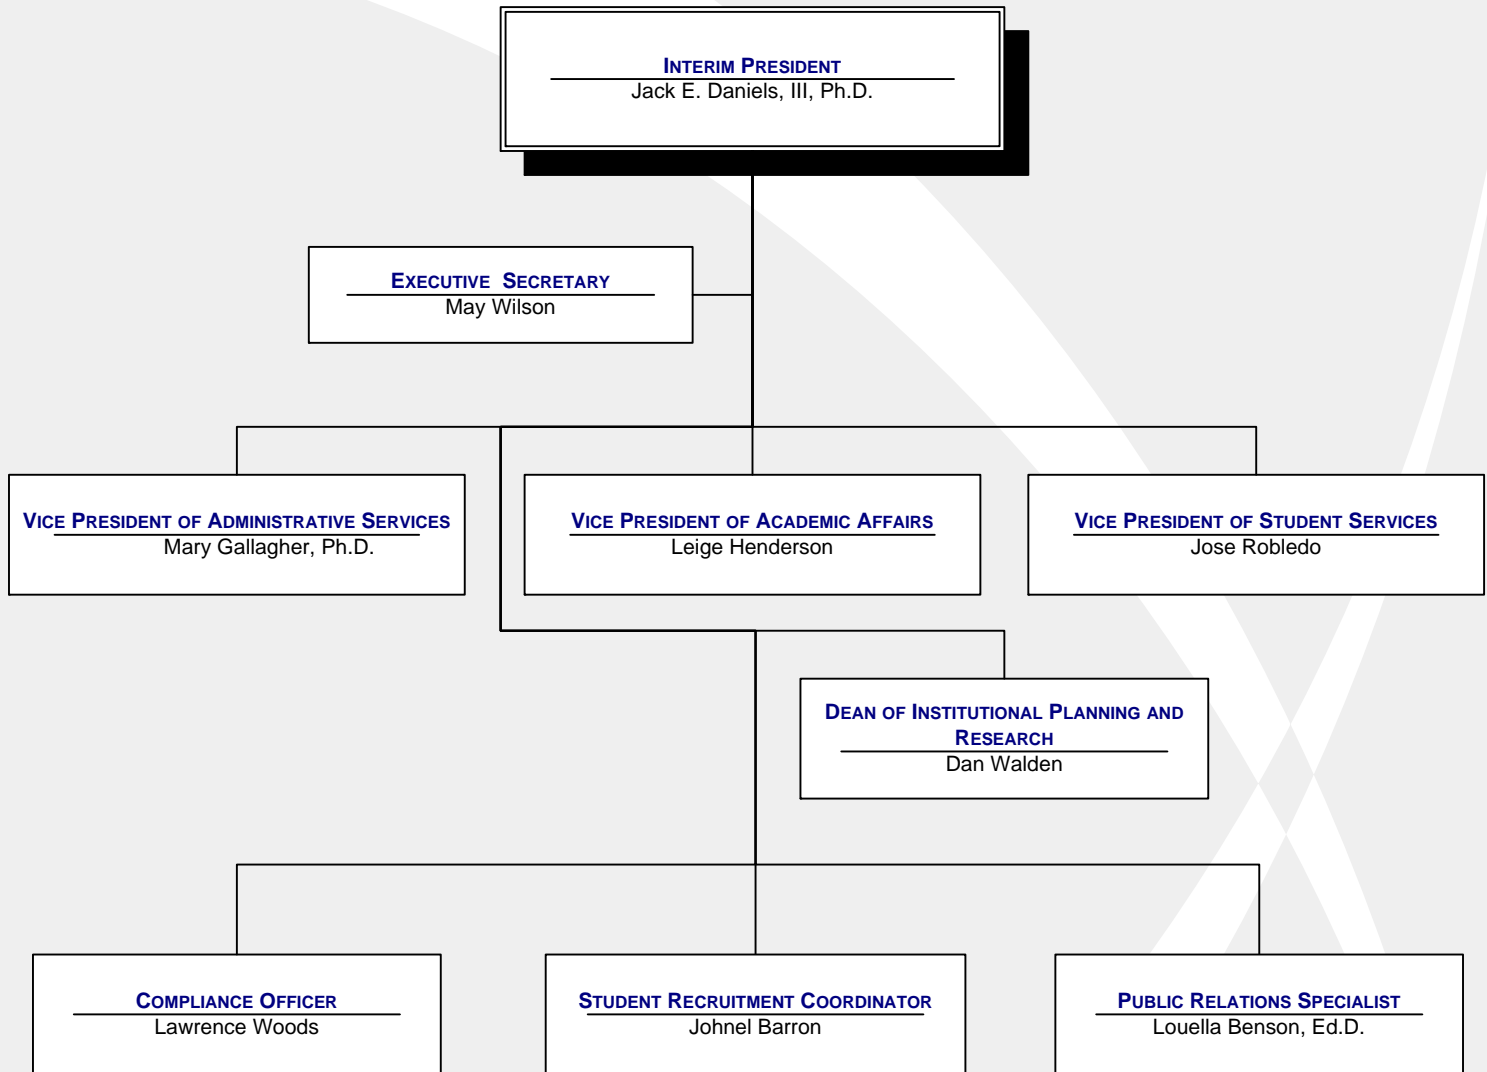 INTERIM PRESIDENT
Jack E. Daniels, III, Ph.D.
EXECUTIVE SECRETARY
May Wilson
VICE PRESIDENT OF ADMINISTRATIVE SERVICES
Mary Gallagher, Ph.D.
VICE PRESIDENT OF ACADEMIC AFFAIRS
Leige Henderson
VICE PRESIDENT OF STUDENT SERVICES
Jose Robledo
DEAN OF INSTITUTIONAL PLANNING AND
RESEARCH
Dan Walden
COMPLIANCE OFFICER
Lawrence Woods
STUDENT RECRUITMENT COORDINATOR
Johnel Barron
PUBLIC RELATIONS SPECIALIST
Louella Benson, Ed.D.